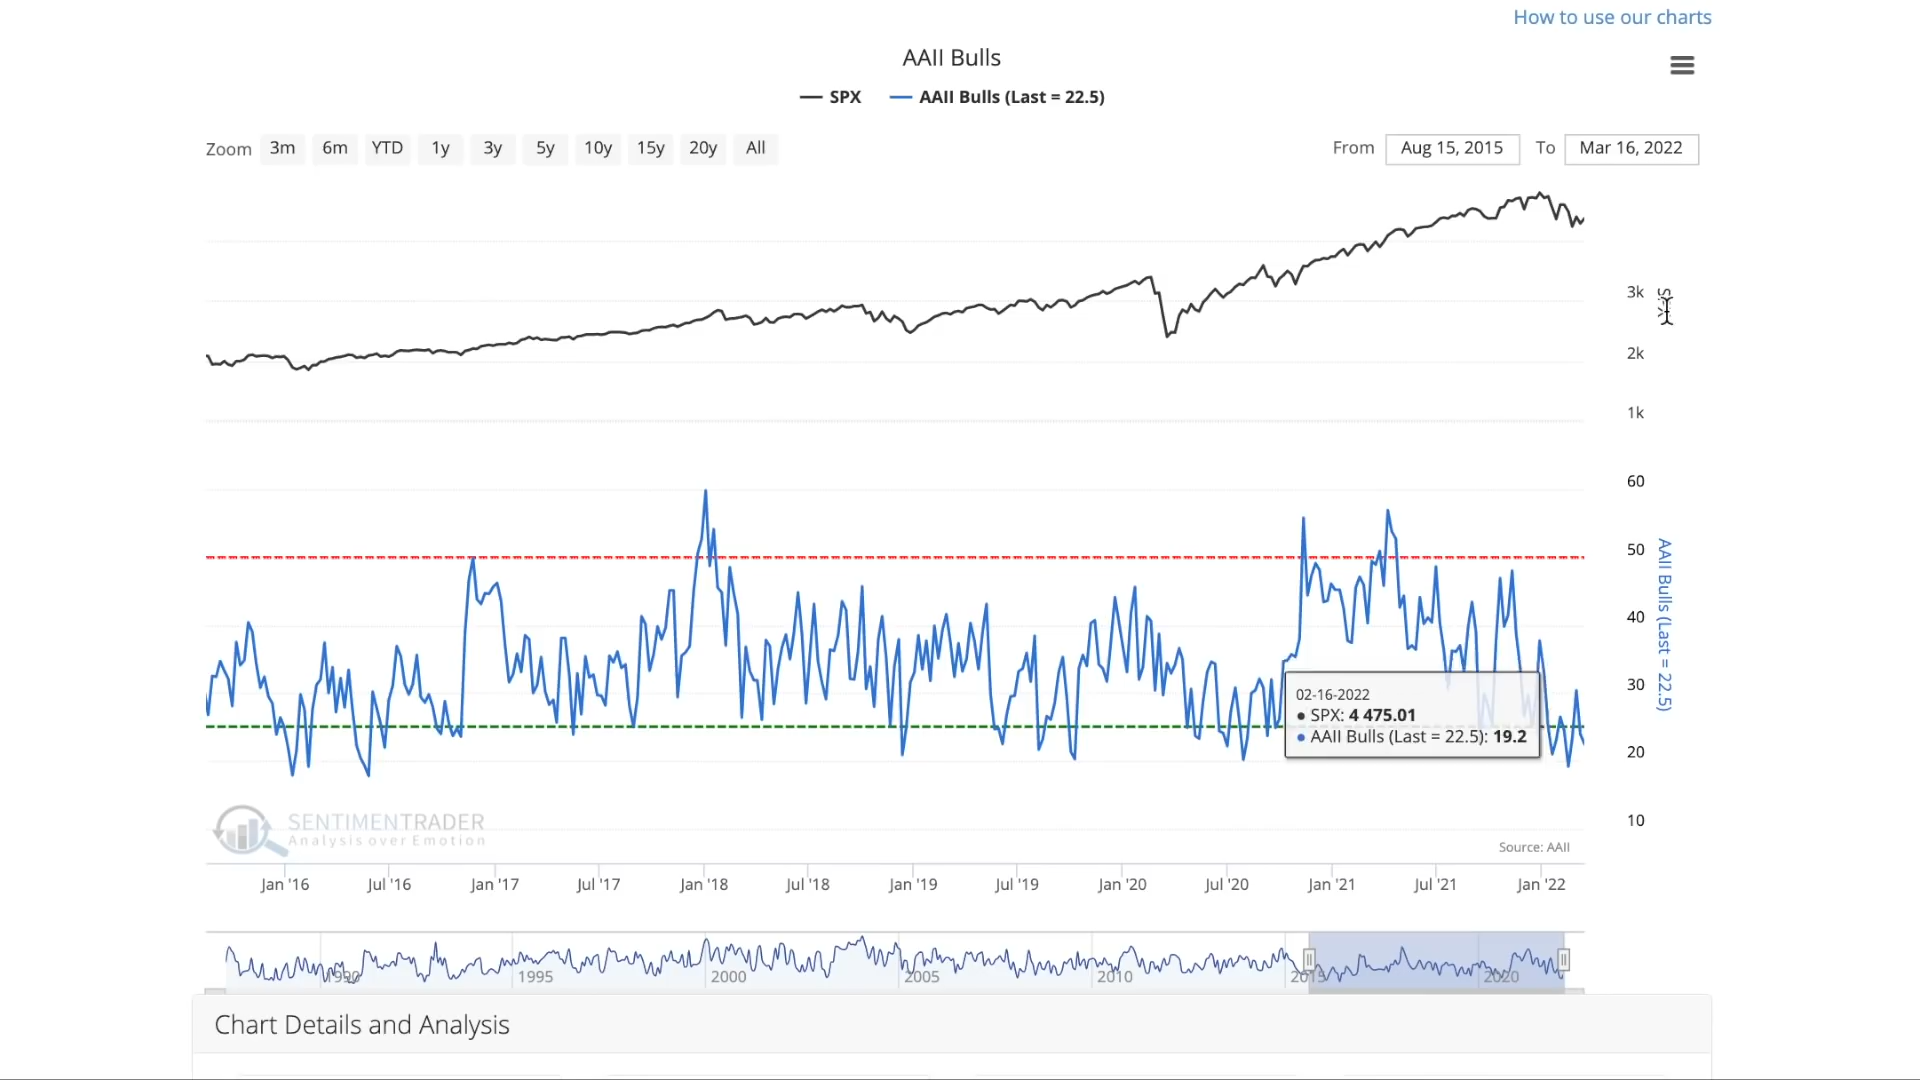 How to use our charts
AAII Bulls
SPX AAII Bulls (Last = 22.5)
Zoom 3m 6m YTD 1y 3y 5y 10y 15y 20y All
From Aug 15, 2015 To Mar 16, 2022
3k
SPX
2k
1k
60
50
40
30
20
10
AAII Bulls (Last = 22.5)
02-16-2022
● SPX: 4 475.01
● AAII Bulls (Last = 22.5): 19.2
SENTIMENTRADER
Analysis over Emotion
Source: AAII
Jan '16 Jul '16 Jan '17 Jul '17 Jan '18 Jul '18 Jan '19 Jul '19 Jan '20 Jul '20 Jan '21 Jul '21 Jan '22
1990 1995 2000 2005 2010 2015 2020
Chart Details and Analysis